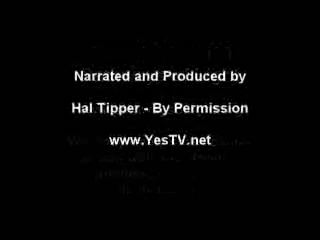 Narrated and Produced by
Hal Tipper - By Permission
www.YesTV.net